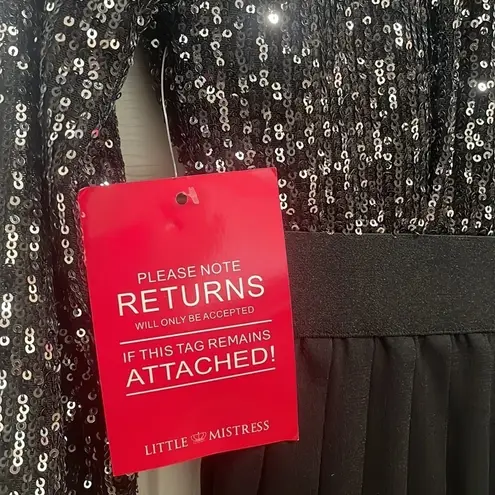 PLEASE NOTE
RETURNS
WILL ONLY BE ACCEPTED
IF THIS TAG REMAINS
ATTACHED!
LITTLE MISTRESS